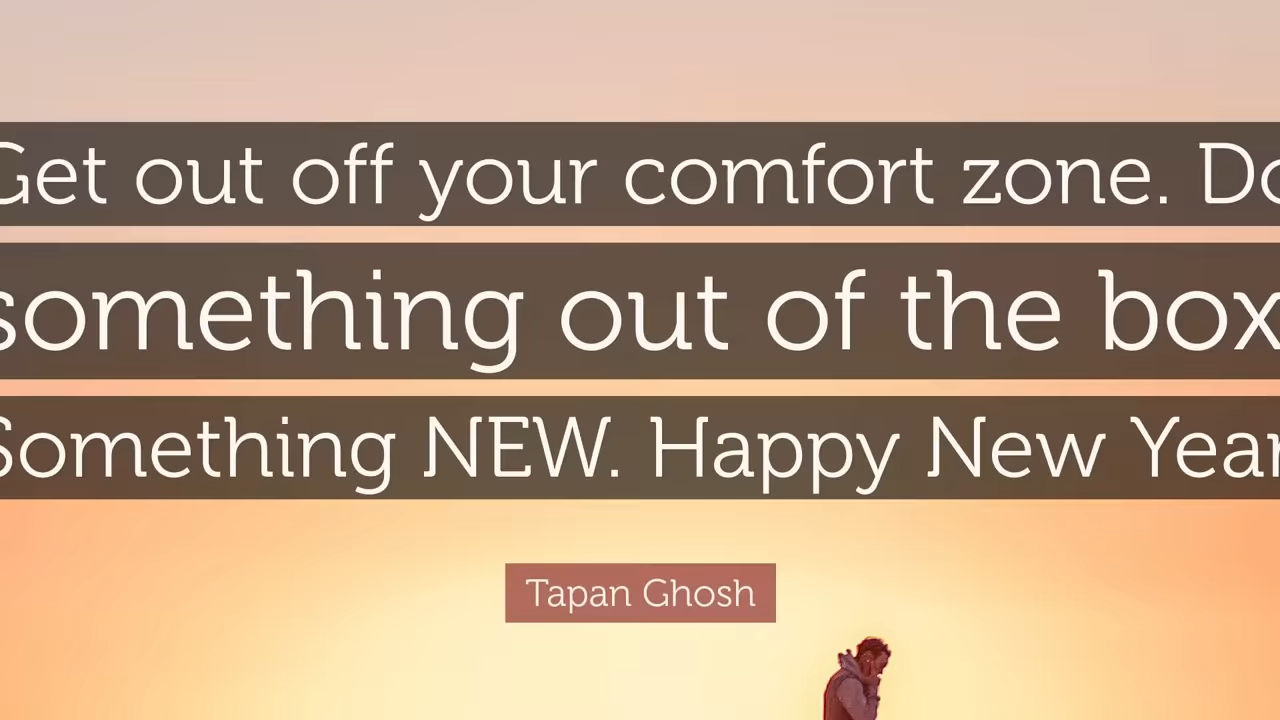 Get out off your comfort zone. Do
something out of the box
Something NEW. Happy New Year
Tapan Ghosh